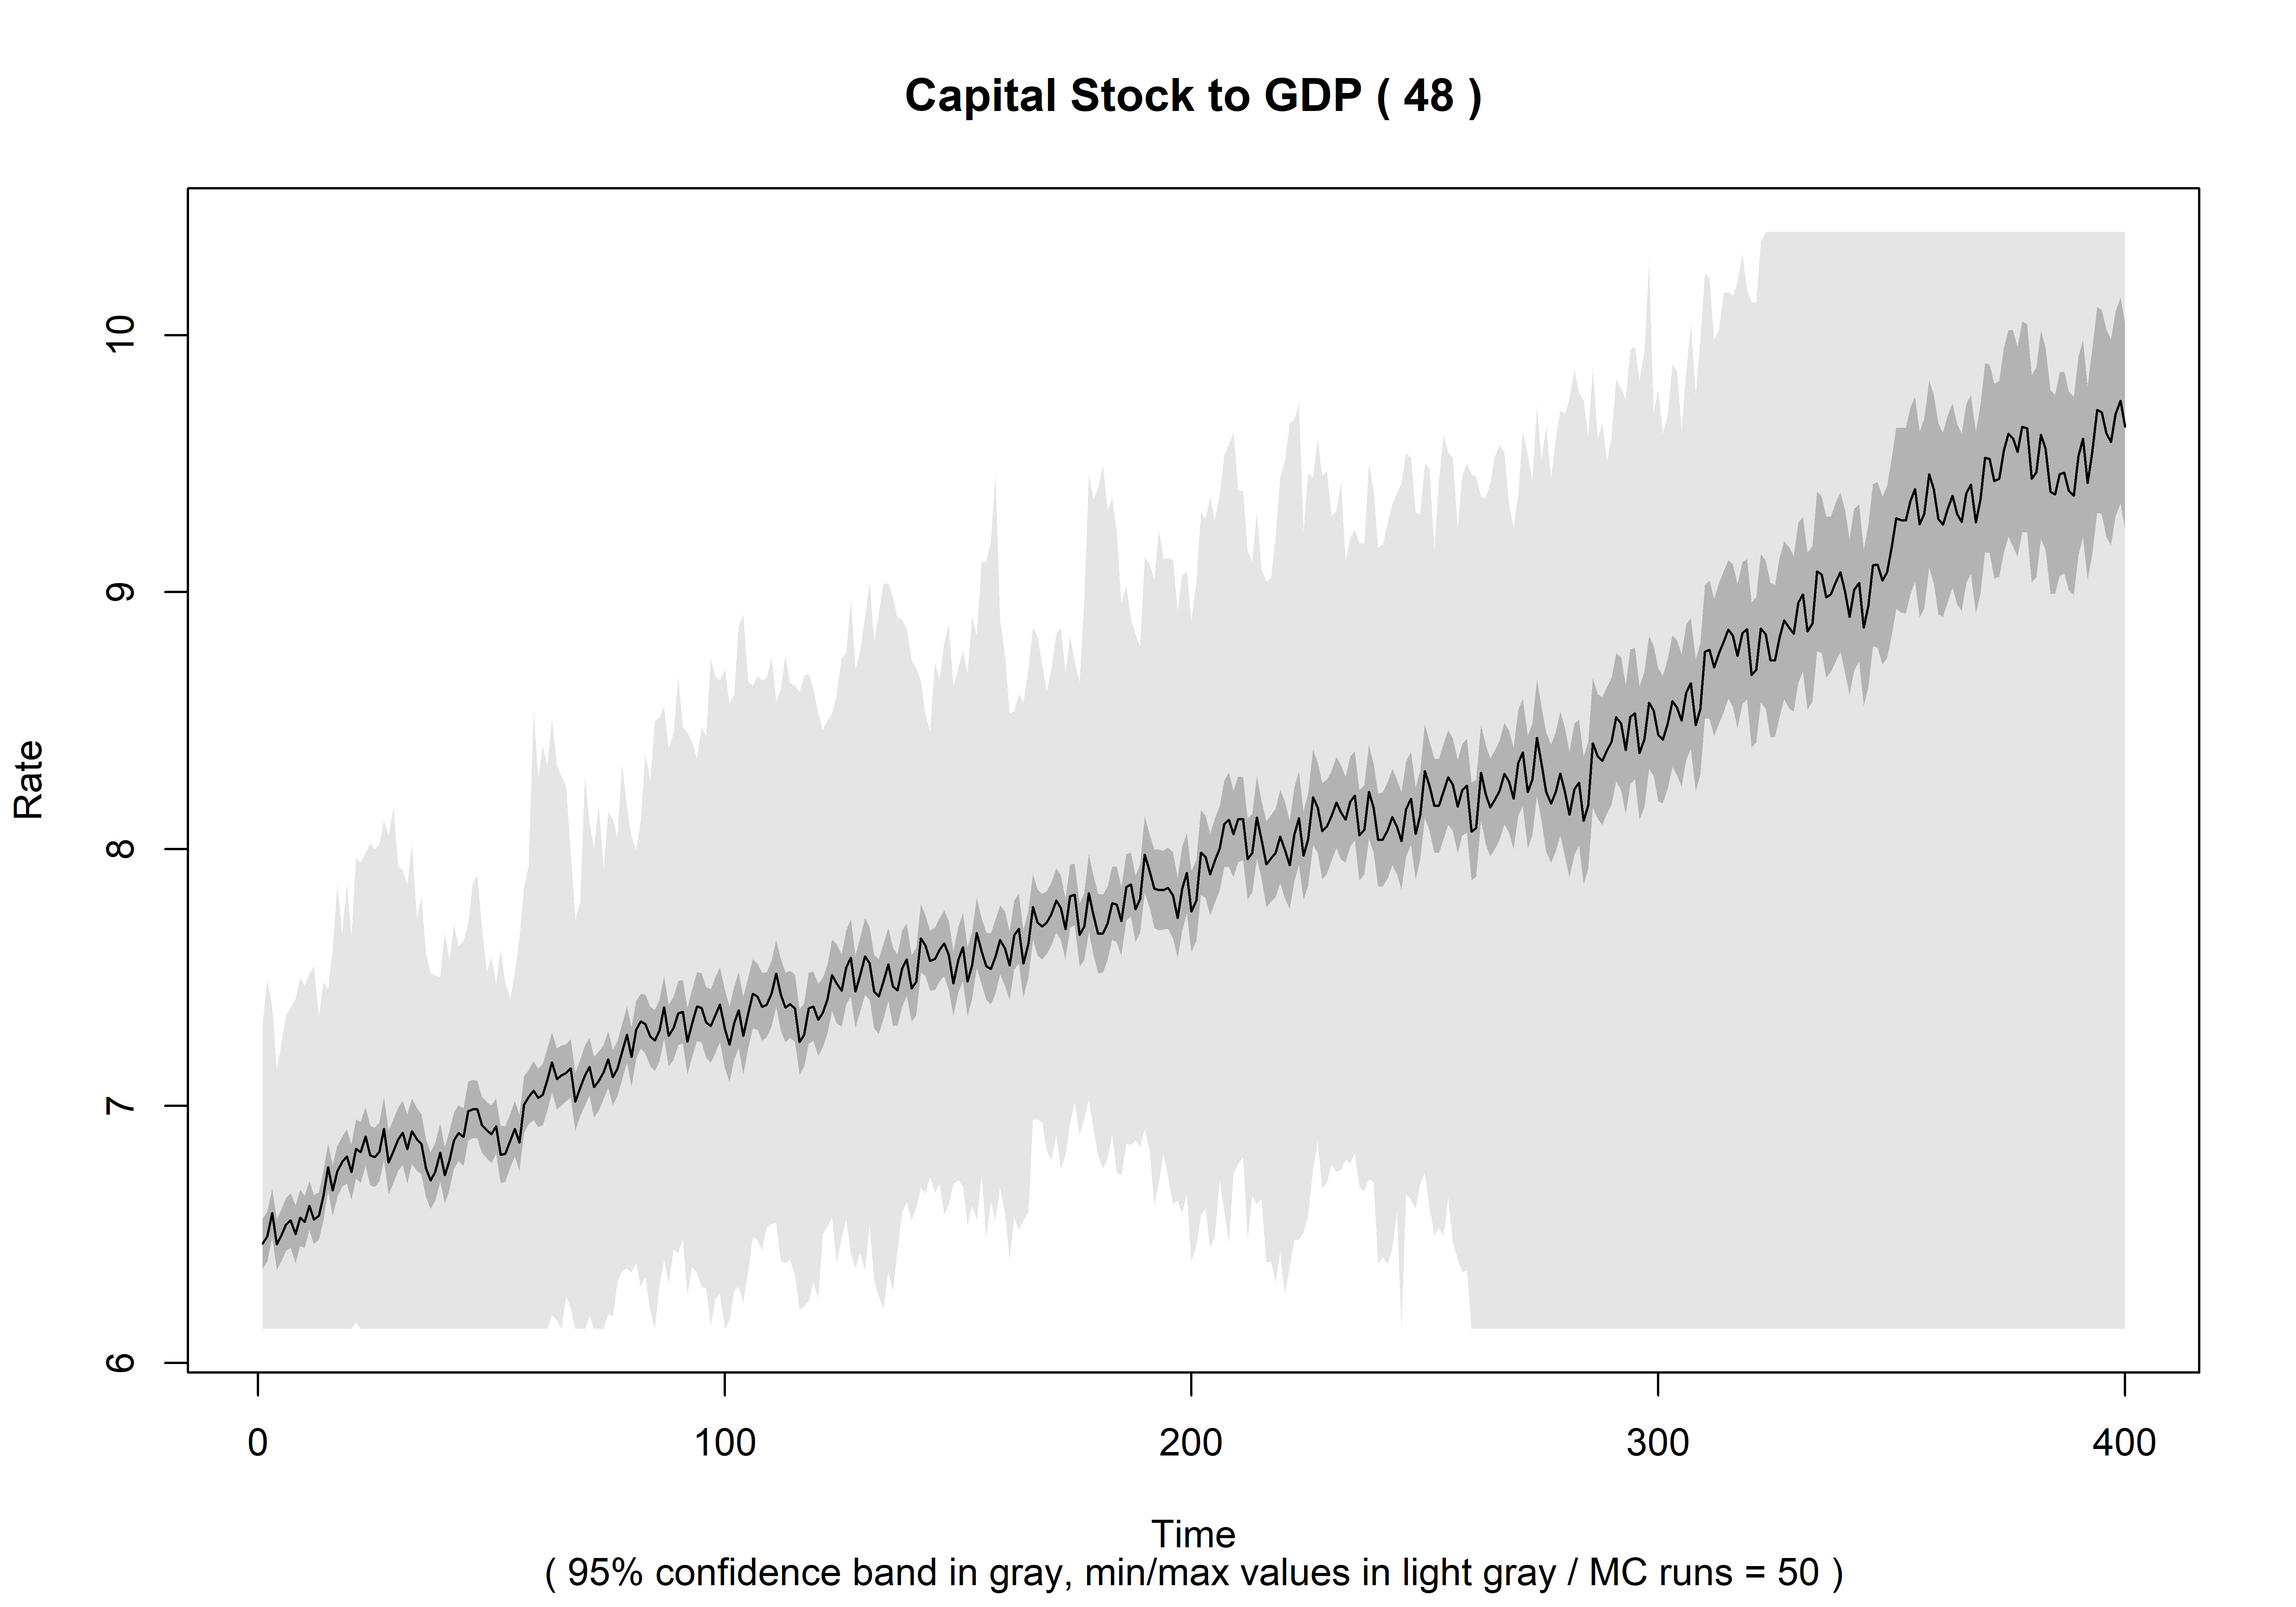 Capital Stock to GDP ( 48 )
Rate
10
9
8
7
6
0 100 200 300 400
Time
( 95% confidence band in gray, min/max values in light gray / MC runs = 50 )